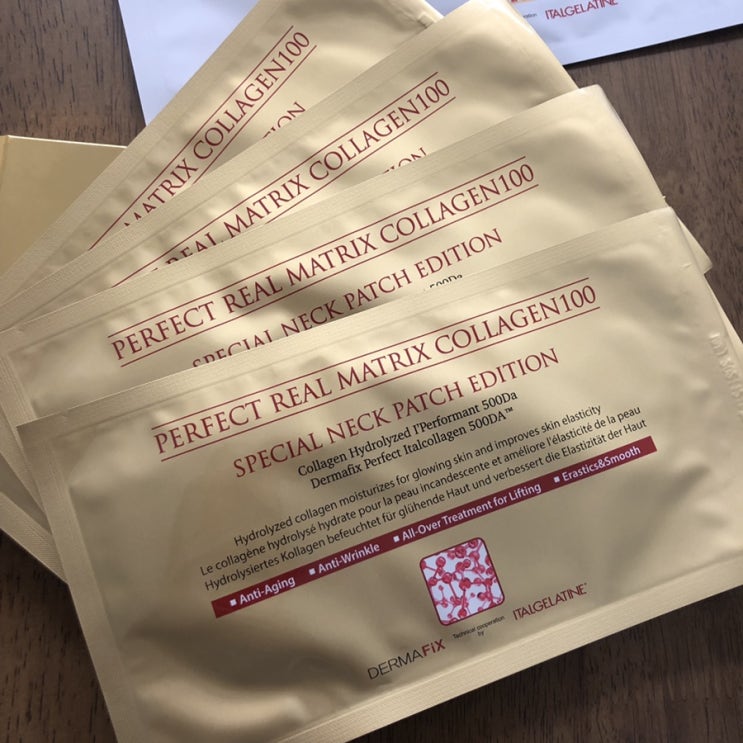 ITALGELATINE
MATRIX COLLAGEN100
ION
REAL MATRIX COLLAGEN100
ION
PERFECT REAL MATRIX COLLAGEN100
SPECIAL NECK PATCH EDITION
500Da
PERFECT REAL MATRIX COLLAGEN100
SPECIAL NECK PATCH EDITION
Collagen Hydrolyzed l'Performant 500Da
Dermafix Perfect Italcollagen 500DA™
Hydrolyzed collagen moisturizes for glowing skin and improves skin elasticity
Le collagène hydrolysé hydrate pour la peau incandescente et améliore l'élasticité de la peau
Hydrolysiertes Kollagen befeuchtet für glühende Haut und verbessert die Elastizität der Haut
■ Anti-Aging ■ Anti-Wrinkle ■ All-Over Treatment for Lifting ■ Erastics&Smooth
DERMAFIX Technical cooperation by ITALGELATINE